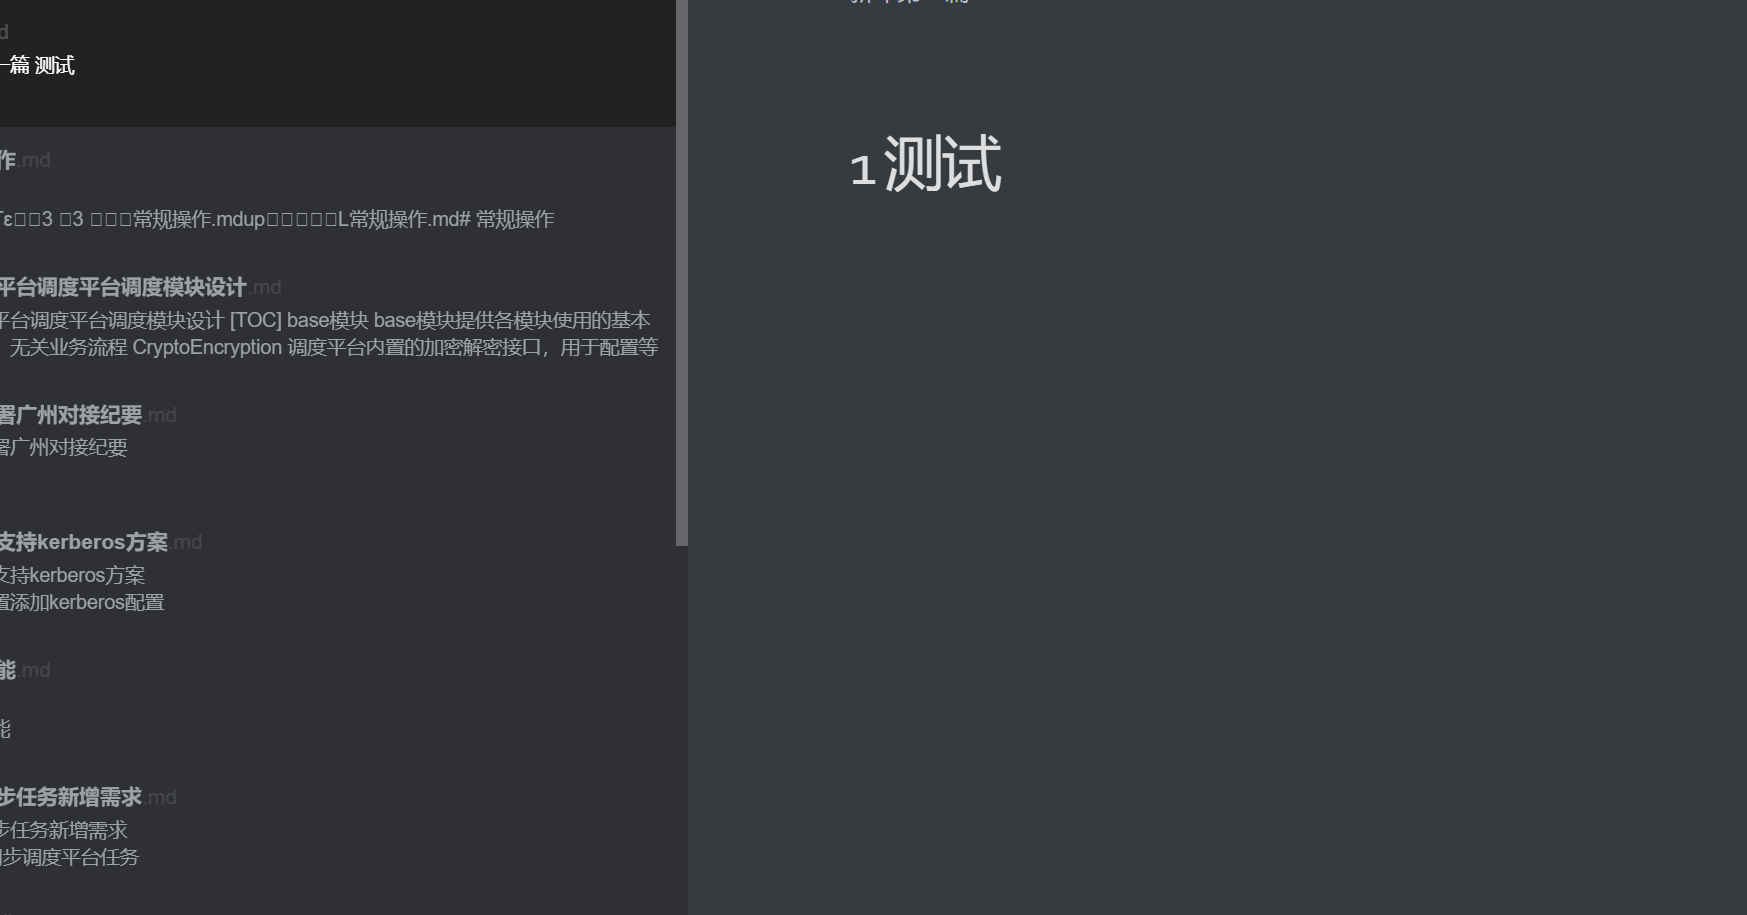 d
一篇 测试
作.md
ε 3 3 常规操作.mdup L常规操作.md# 常规操作
平台调度平台调度模块设计.md
平台调度平台调度模块设计 [TOC] base模块 base模块提供各模块使用的基本
，无关业务流程 CryptoEncryption 调度平台内置的加密解密接口，用于配置等
署广州对接纪要.md
署广州对接纪要
支持kerberos方案.md
支持kerberos方案
置添加kerberos配置
能.md
能
步任务新增需求.md
步任务新增需求
步调度平台任务
1 测试